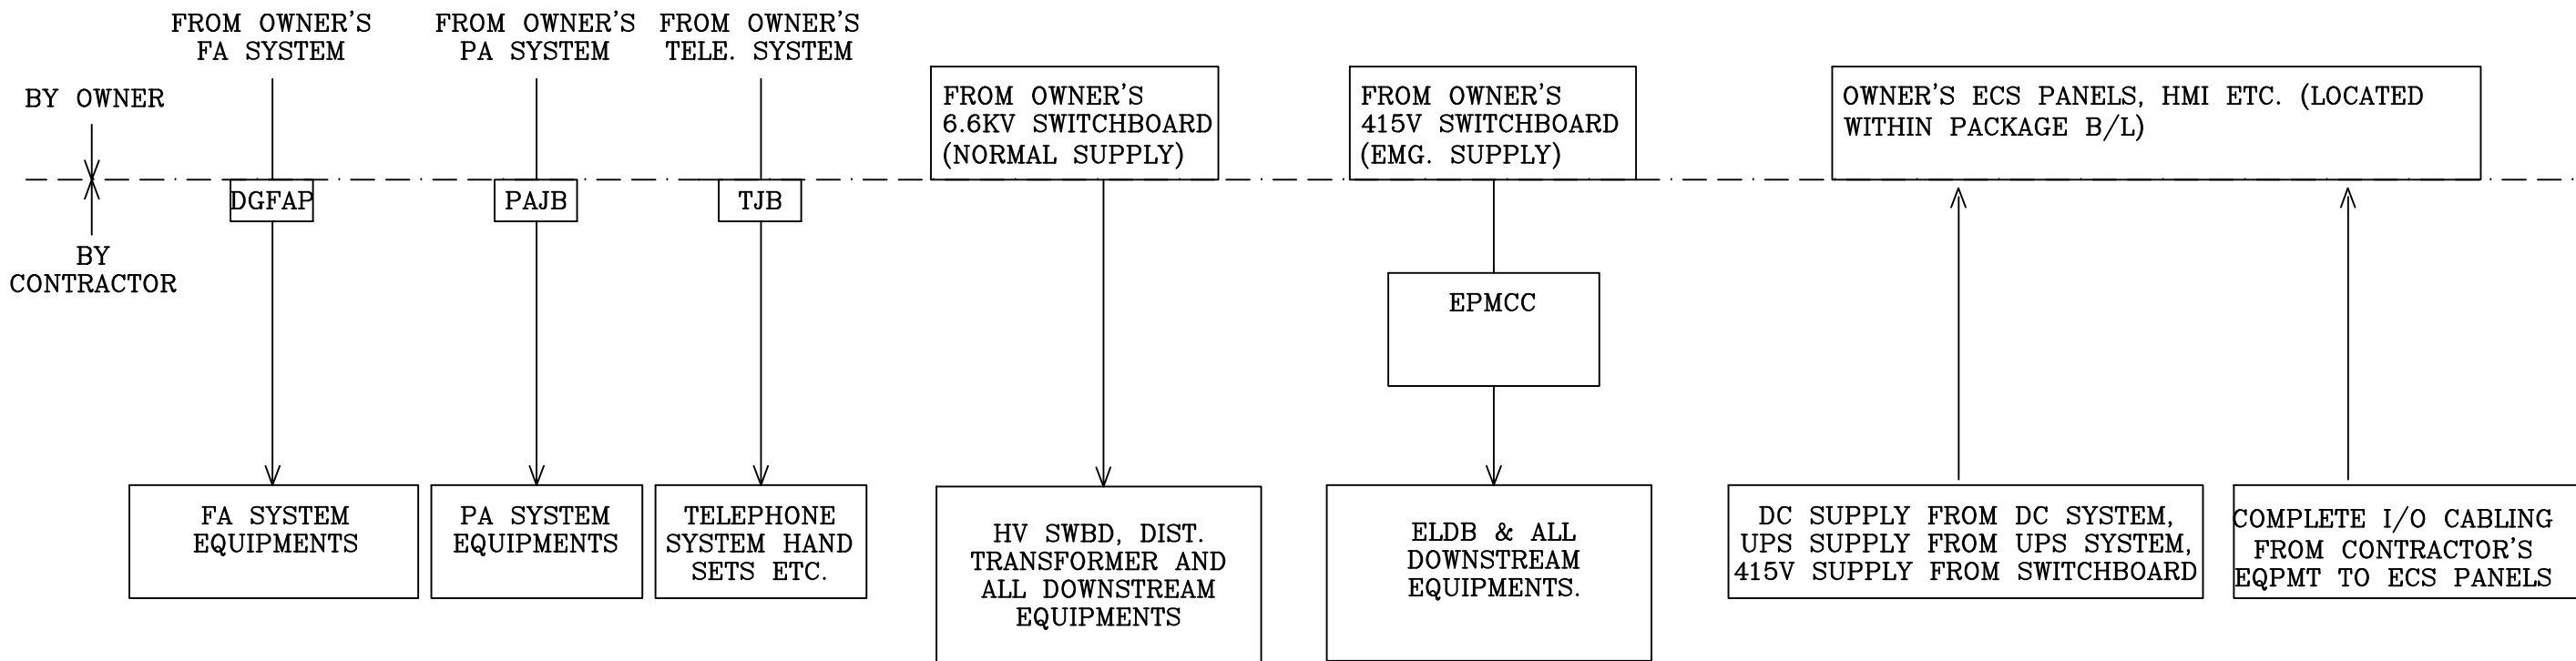 FROM OWNER'S
FA SYSTEM
FROM OWNER'S
PA SYSTEM
FROM OWNER'S
TELE. SYSTEM
BY OWNER
FROM OWNER'S
6.6KV SWITCHBOARD
(NORMAL SUPPLY)
FROM OWNER'S
415V SWITCHBOARD
(EMG. SUPPLY)
OWNER'S ECS PANELS, HMI ETC. (LOCATED
WITHIN PACKAGE B/L)
DGFAP
PAJB
TJB
BY
CONTRACTOR
EPMCC
FA SYSTEM
EQUIPMENTS
PA SYSTEM
EQUIPMENTS
TELEPHONE
SYSTEM HAND
SETS ETC.
HV SWBD, DIST.
TRANSFORMER AND
ALL DOWNSTREAM
EQUIPMENTS
ELDB & ALL
DOWNSTREAM
EQUIPMENTS.
DC SUPPLY FROM DC SYSTEM,
UPS SUPPLY FROM UPS SYSTEM,
415V SUPPLY FROM SWITCHBOARD
COMPLETE I/O CABLING
FROM CONTRACTOR'S
EQPMT TO ECS PANELS